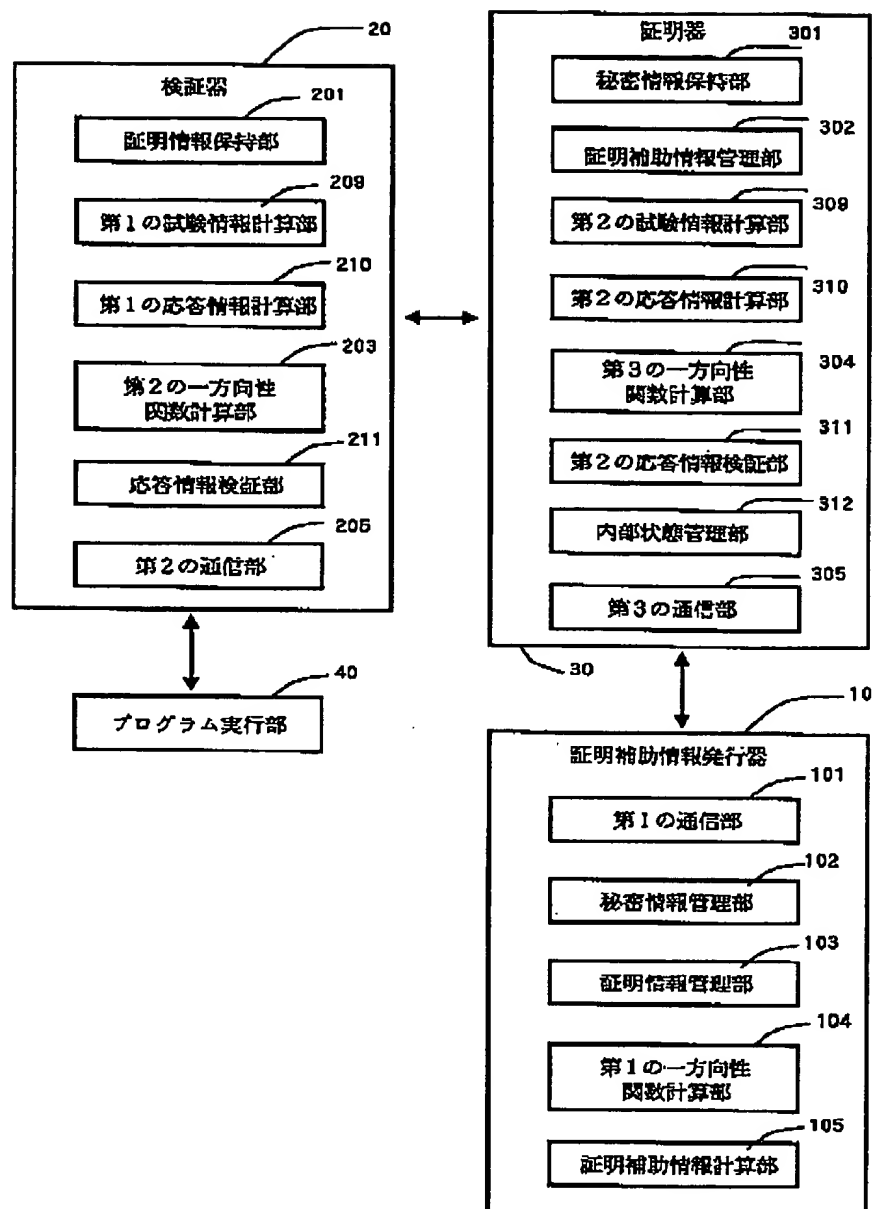 20
検証器
201
証明情報保持部
209
第1の試験情報計算部
210
第1の応答情報計算部
203
第2の一方向性
関数計算部
211
応答情報検証部
205
第2の通信部
40
プログラム実行部
証明器
301
秘密情報保持部
302
証明補助情報管理部
309
第2の試験情報計算部
310
第2の応答情報計算部
304
第3の一方向性
関数計算部
311
第2の応答情報検証部
312
内部状態管理部
305
第3の通信部
30
10
証明補助情報発行器
101
第1の通信部
102
秘密情報管理部
103
証明情報管理部
104
第1の一方向性
関数計算部
105
証明補助情報計算部